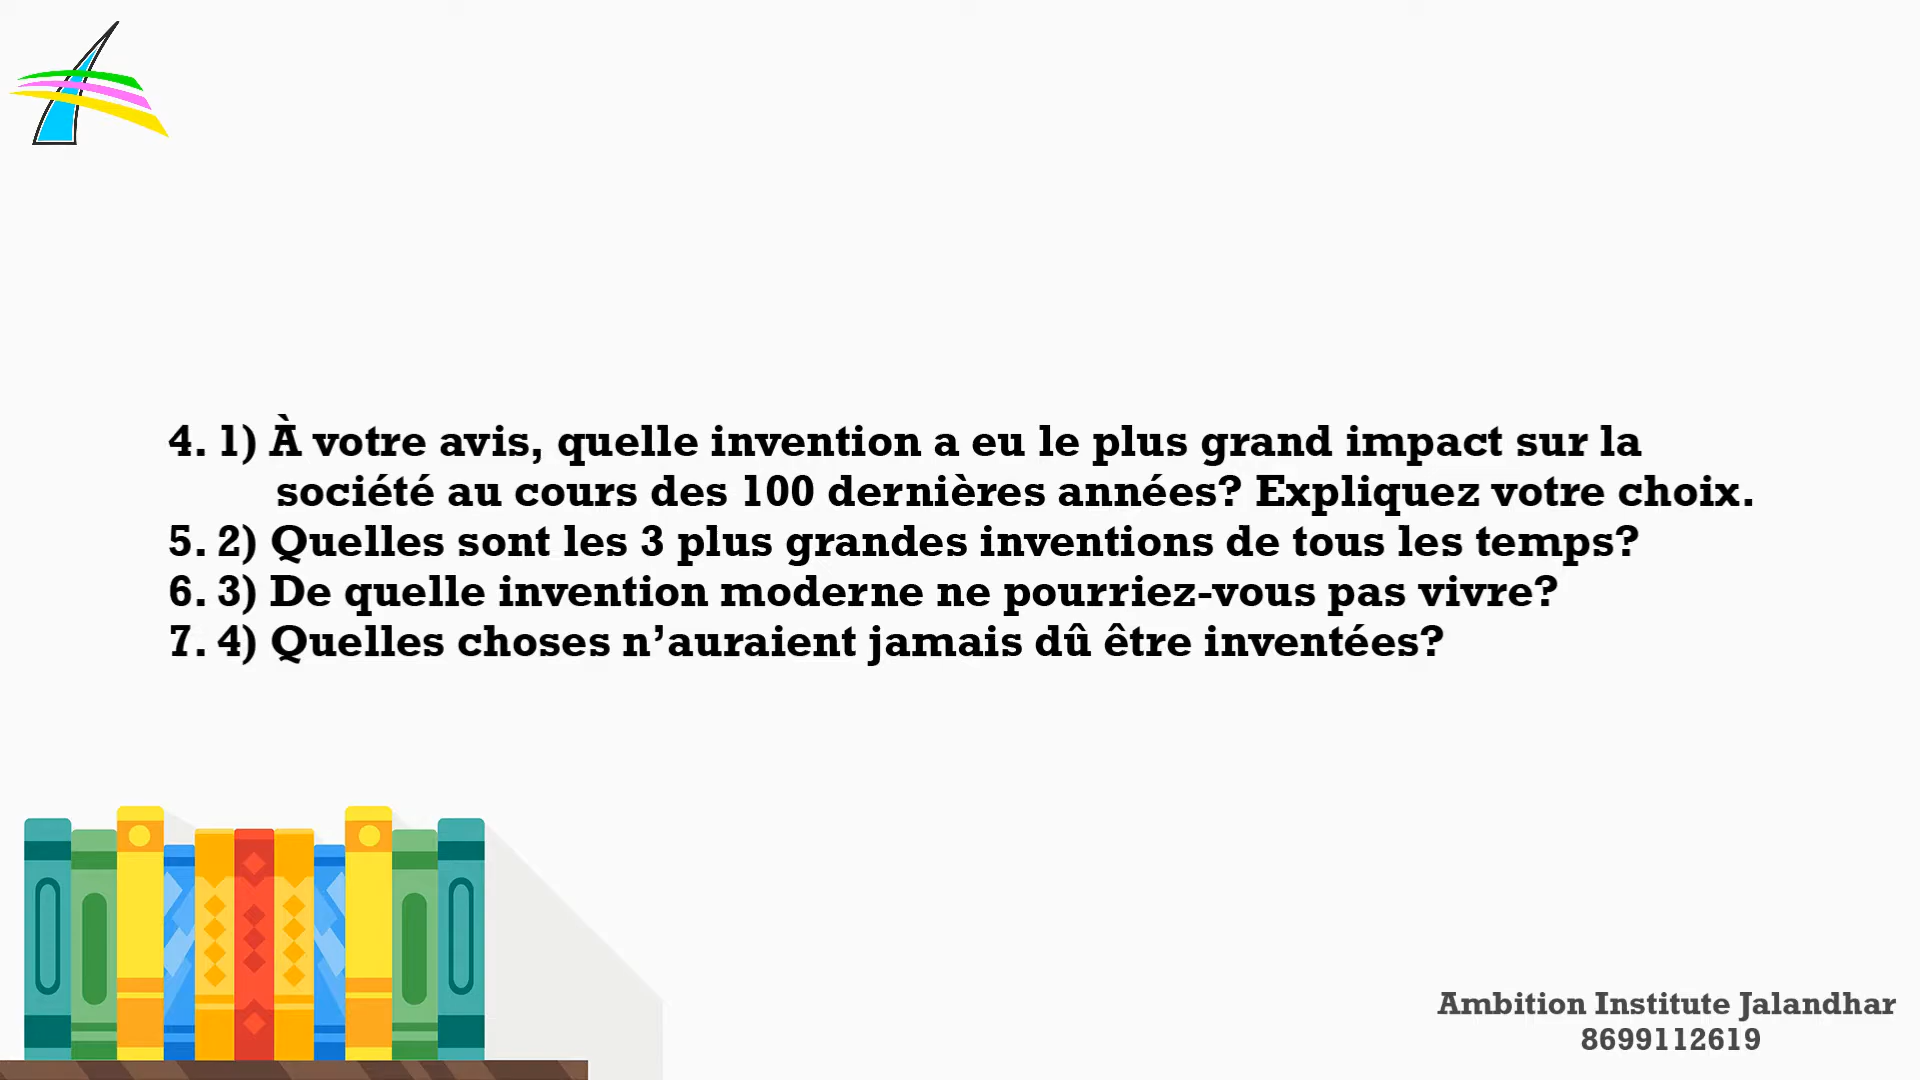 4. 1) À votre avis, quelle invention a eu le plus grand impact sur la
société au cours des 100 dernières années? Expliquez votre choix.
5. 2) Quelles sont les 3 plus grandes inventions de tous les temps?
6. 3) De quelle invention moderne ne pourriez-vous pas vivre?
7. 4) Quelles choses n’auraient jamais dû être inventées?
Ambition Institute Jalandhar
8699112619